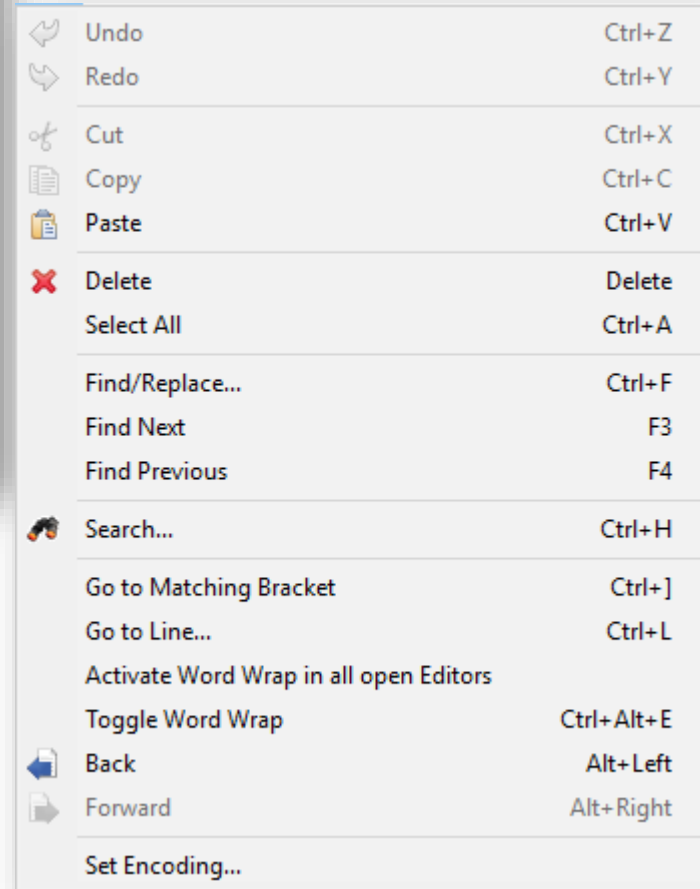 Undo Ctrl+Z
Redo Ctrl+Y
Cut Ctrl+X
Copy Ctrl+C
Paste Ctrl+V
Delete Delete
Select All Ctrl+A
Find/Replace... Ctrl+F
Find Next F3
Find Previous F4
Search... Ctrl+H
Go to Matching Bracket Ctrl+]
Go to Line... Ctrl+L
Activate Word Wrap in all open Editors
Toggle Word Wrap Ctrl+Alt+E
Back Alt+Left
Forward Alt+Right
Set Encoding...